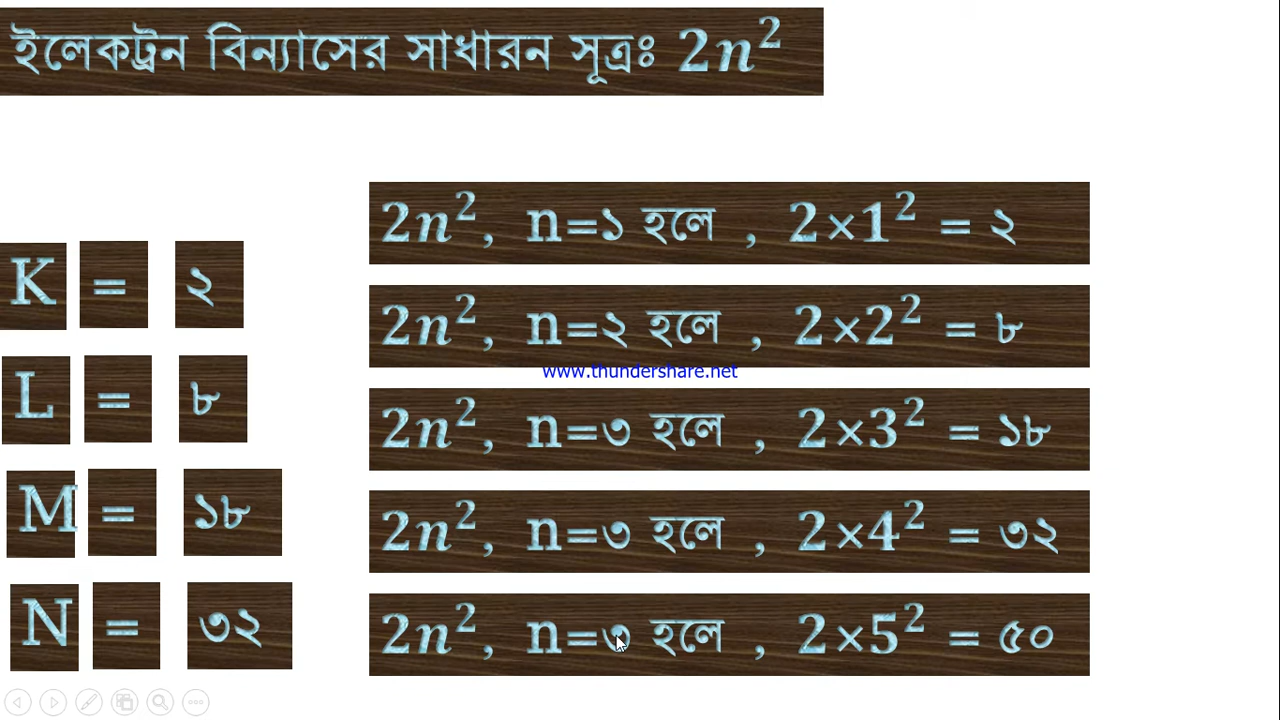 ইলেকট্রন বিন্যাসের সাধারন সূত্রঃ 2n²
2n², n=১ হলে , 2×1² = ২
K = ২
2n², n=২ হলে , 2×2² = ৮
www.thundershare.net
L = ৮
2n², n=৩ হলে , 2×3² = ১৮
M = ১৮
2n², n=৩ হলে , 2×4² = ৩২
N = ৩২
2n², n=৩ হলে , 2×5² = ৫০